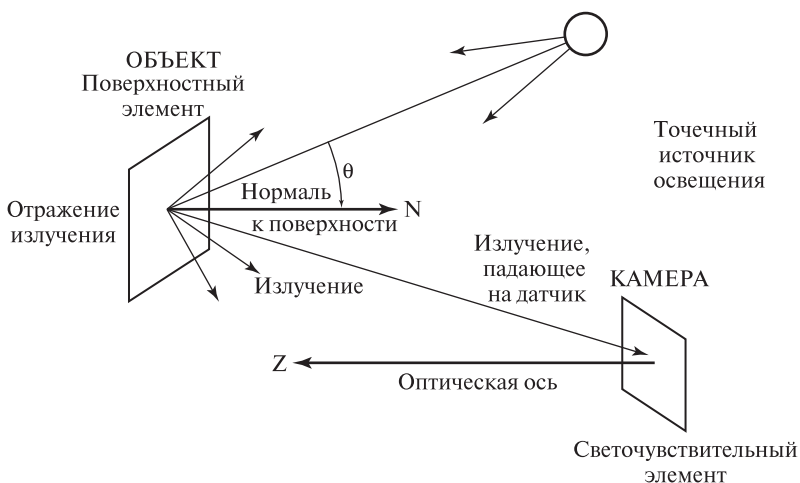 ОБЪЕКТ
Поверхностный
элемент
Точечный
источник
освещения
θ
Нормаль
N
к поверхности
Отражение
излучения
Излучение
Излучение,
падающее
на датчик
КАМЕРА
Z
Оптическая ось
Светочувствительный
элемент